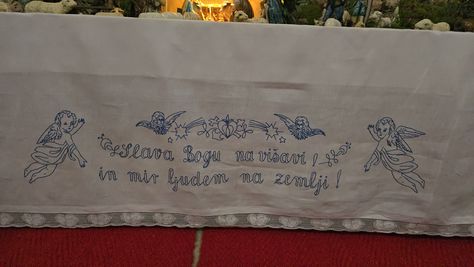 Slava Bogu na višavi,
in mir ljudem na zemlji!